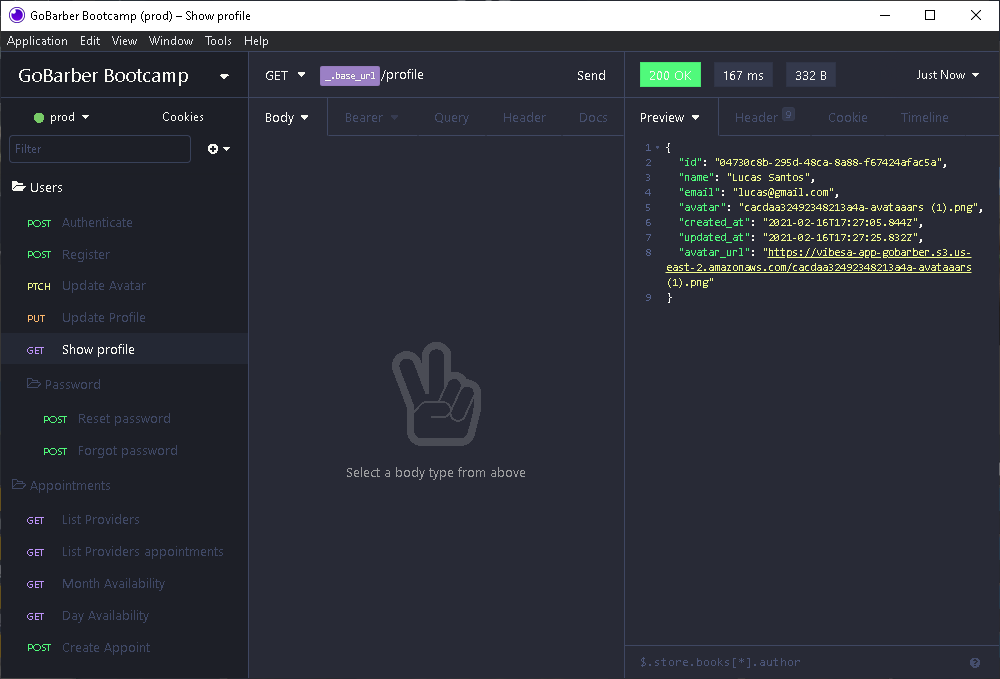 GoBarber Bootcamp (prod) – Show profile
Application Edit View Window Tools Help
GoBarber Bootcamp
prod Cookies
Filter
Users
POST Authenticate
POST Register
PTCH Update Avatar
PUT Update Profile
GET Show profile
Password
POST Reset password
POST Forgot password
Appointments
GET List Providers
GET List Providers appointments
GET Month Availability
GET Day Availability
POST Create Appoint
GET _.base_url /profile Send
Body Bearer Query Header Docs
Select a body type from above
200 OK 167 ms 332 B Just Now
Preview Header 9 Cookie Timeline
1 {
2 "id": "04730c8b-295d-48ca-8a88-f67424afac5a",
3 "name": "Lucas Santos",
4 "email": "lucas@gmail.com",
5 "avatar": "cacdaa32492348213a4a-avataaars (1).png",
6 "created_at": "2021-02-16T17:27:05.844Z",
7 "updated_at": "2021-02-16T17:27:25.832Z",
8 "avatar_url": "https://vibesa-app-gobarber.s3.us-
east-2.amazonaws.com/cacdaa32492348213a4a-avataaars
(1).png"
9 }
$.store.books[*].author